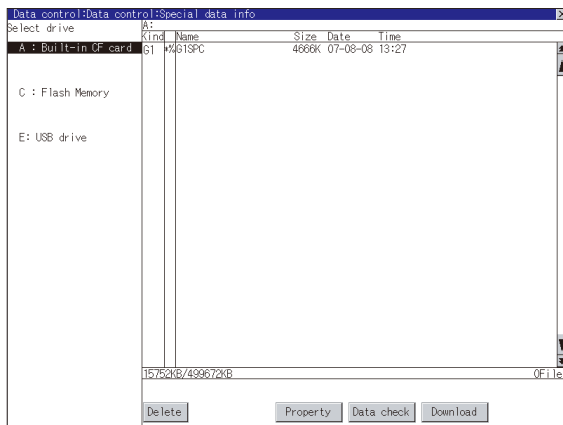 Data control:Data control:Special data info
Select drive
A:
Kind Name Size Date Time
A : Built-in CF card
G1 *%G1SPC 4666K 07-08-08 13:27
C : Flash Memory
E: USB drive
15752KB/499672KB 0File
Delete Property Data check Download